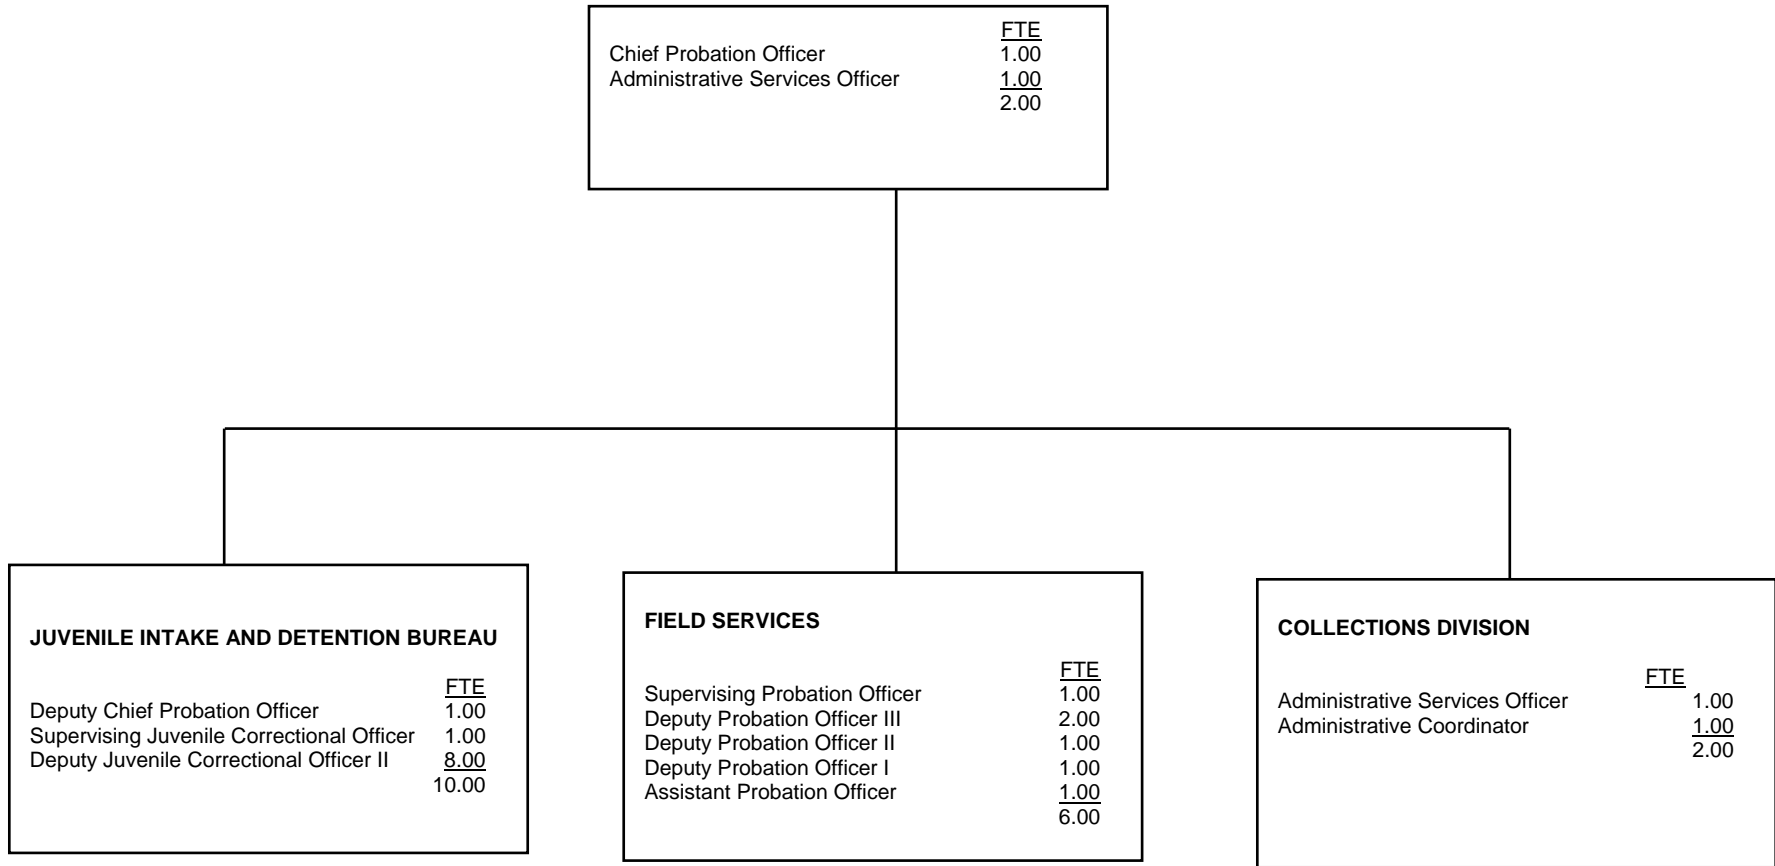 FTE
Chief Probation Officer 1.00
Administrative Services Officer 1.00
2.00
JUVENILE INTAKE AND DETENTION BUREAU
FTE
Deputy Chief Probation Officer 1.00
Supervising Juvenile Correctional Officer 1.00
Deputy Juvenile Correctional Officer II 8.00
10.00
FIELD SERVICES
FTE
Supervising Probation Officer 1.00
Deputy Probation Officer III 2.00
Deputy Probation Officer II 1.00
Deputy Probation Officer I 1.00
Assistant Probation Officer 1.00
6.00
COLLECTIONS DIVISION
FTE
Administrative Services Officer 1.00
Administrative Coordinator 1.00
2.00